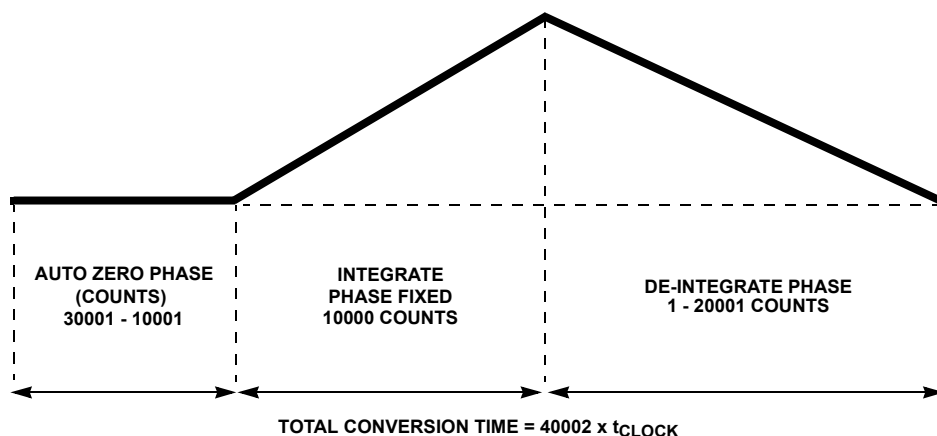 AUTO ZERO PHASE
(COUNTS)
30001 - 10001
INTEGRATE
PHASE FIXED
10000 COUNTS
DE-INTEGRATE PHASE
1 - 20001 COUNTS
TOTAL CONVERSION TIME = 40002 x tCLOCK